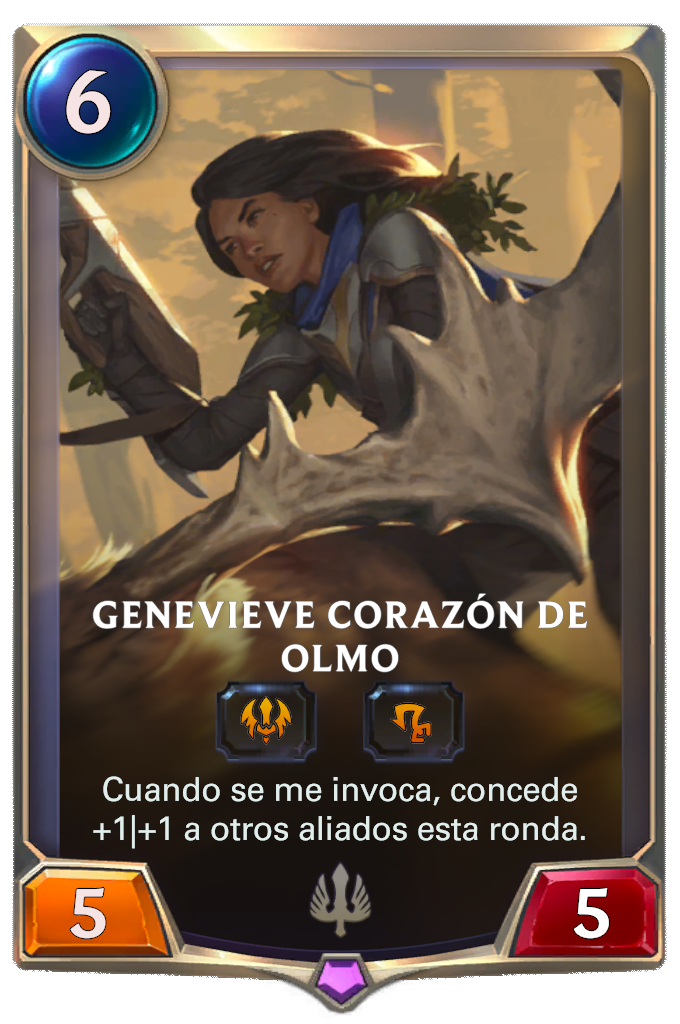 6
GENEVIEVE CORAZÓN DE
OLMO
Cuando se me invoca, concede
+1|+1 a otros aliados esta ronda.
5
5